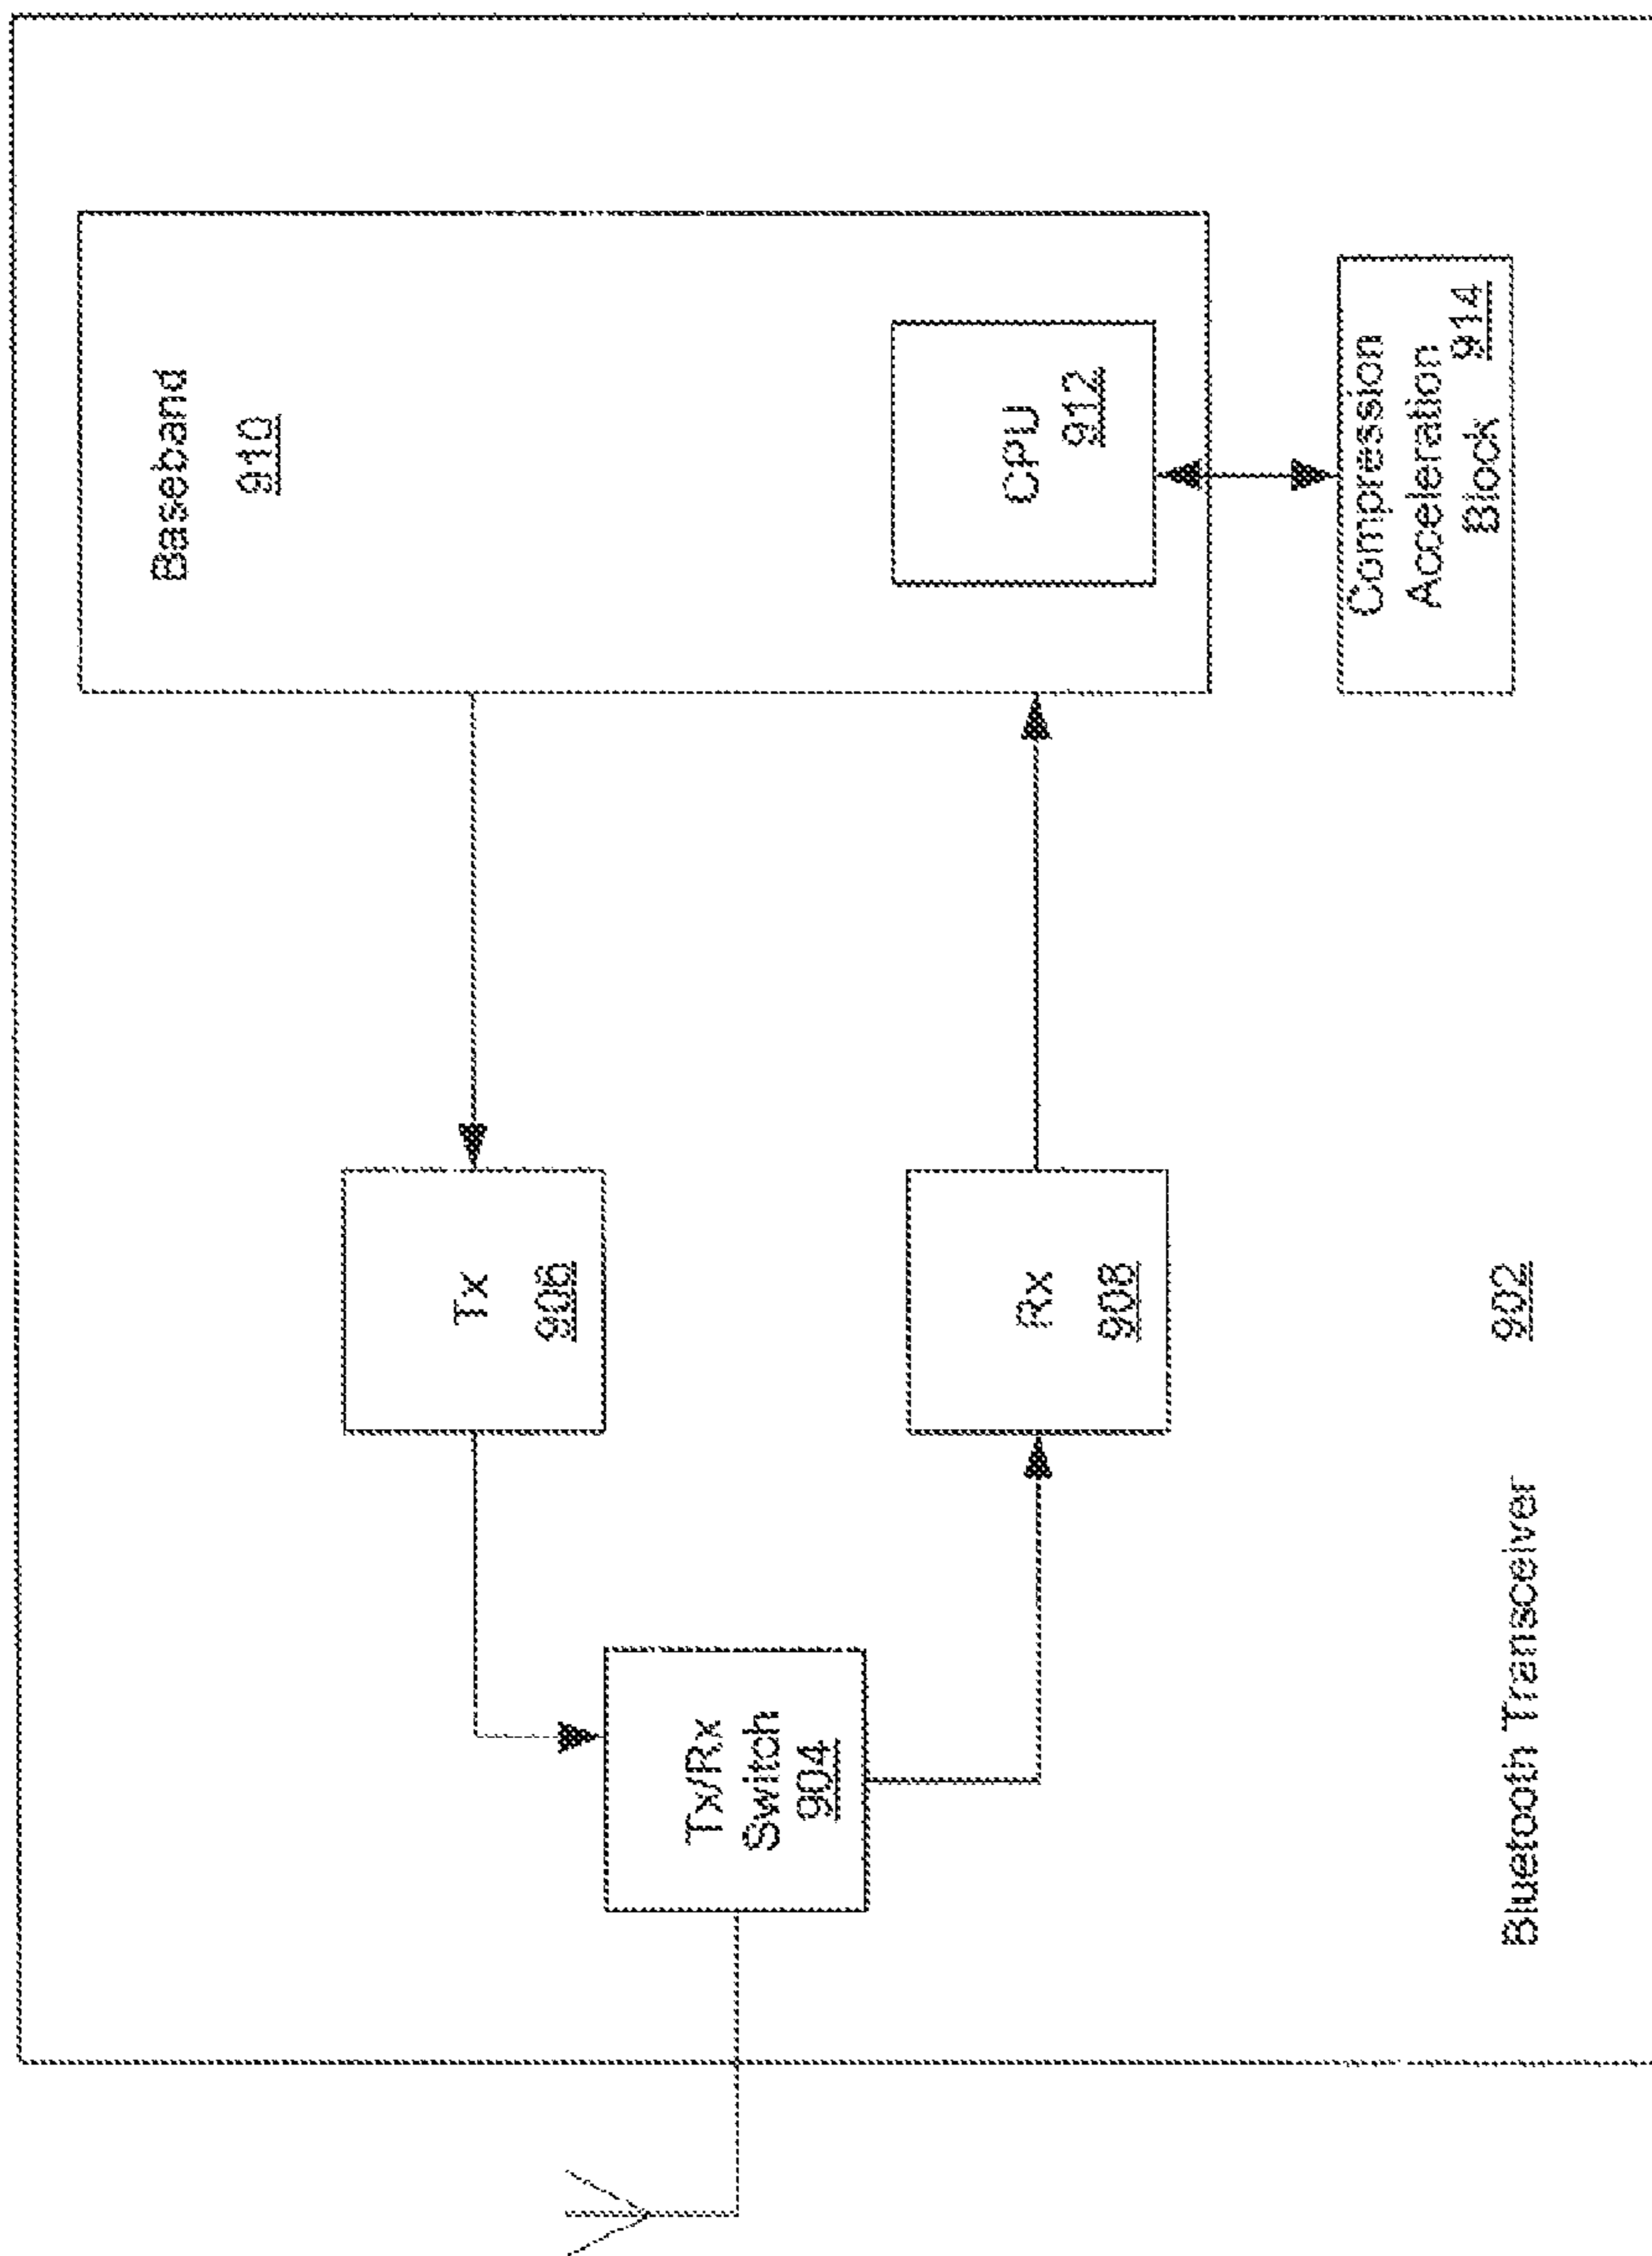 Baseband
910
CPU
912
Compression
Acceleration
Block 914
Tx
906
Rx
908
Tx/Rx
Switch
904
Bluetooth Transceiver 902